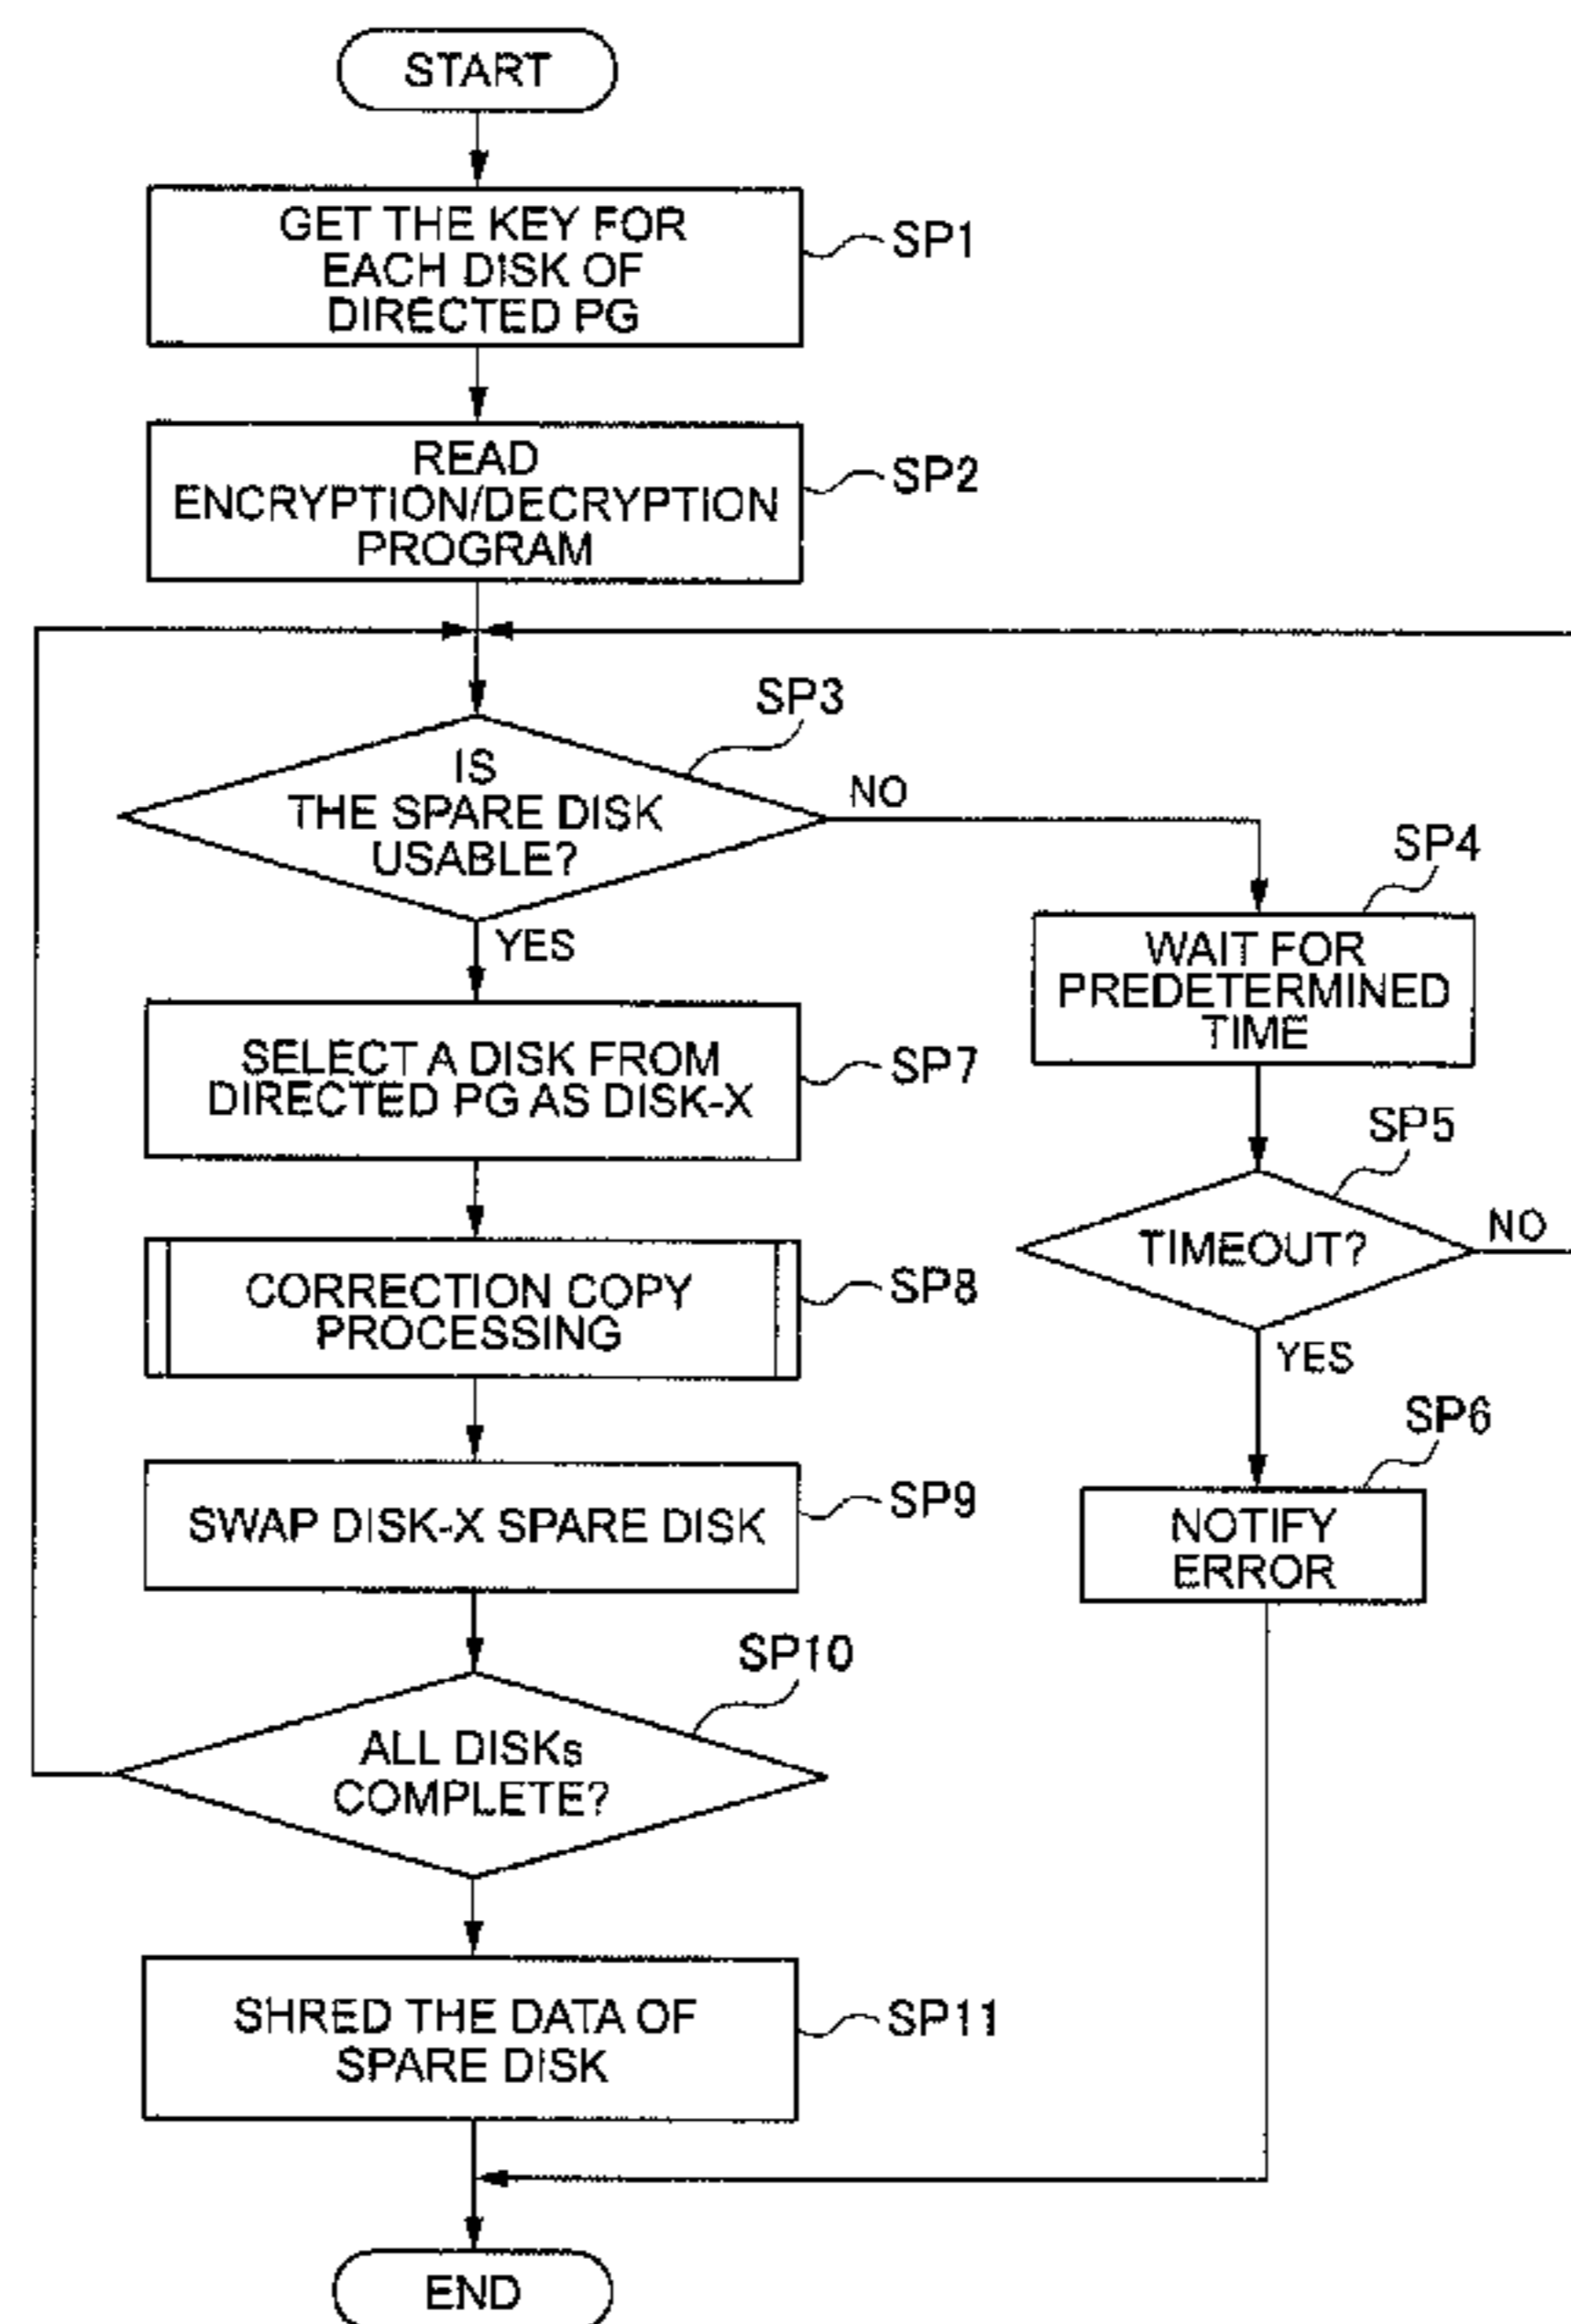 START
GET THE KEY FOR
EACH DISK OF
DIRECTED PG
SP1
READ
ENCRYPTION/DECRYPTION
PROGRAM
SP2
SP3
IS
THE SPARE DISK
USABLE?
NO
YES
SP4
WAIT FOR
PREDETERMINED
TIME
SP5
TIMEOUT?
NO
YES
SP6
NOTIFY
ERROR
SELECT A DISK FROM
DIRECTED PG AS DISK-X
SP7
CORRECTION COPY
PROCESSING
SP8
SWAP DISK-X SPARE DISK
SP9
SP10
ALL DISKs
COMPLETE?
SHRED THE DATA OF
SPARE DISK
SP11
END